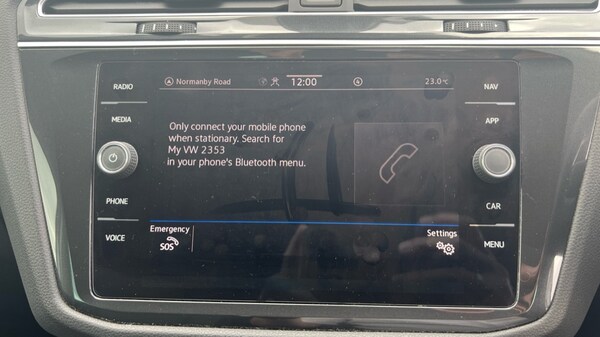 RADIO
MEDIA
PHONE
VOICE
Normanby Road
12:00
23.0°C
Only connect your mobile phone
when stationary. Search for
My VW 2353
in your phone's Bluetooth menu.
Emergency
SOS
Settings
NAV
APP
CAR
MENU